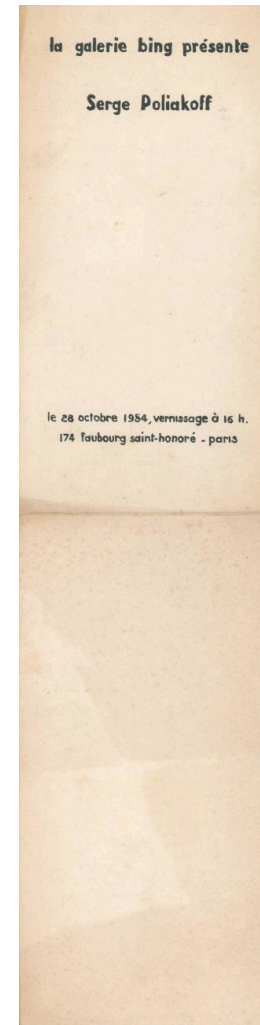 la galerie bing présente
Serge Poliakoff
le 28 octobre 1954, vernissage à 16 h.
174 faubourg saint-honoré - paris